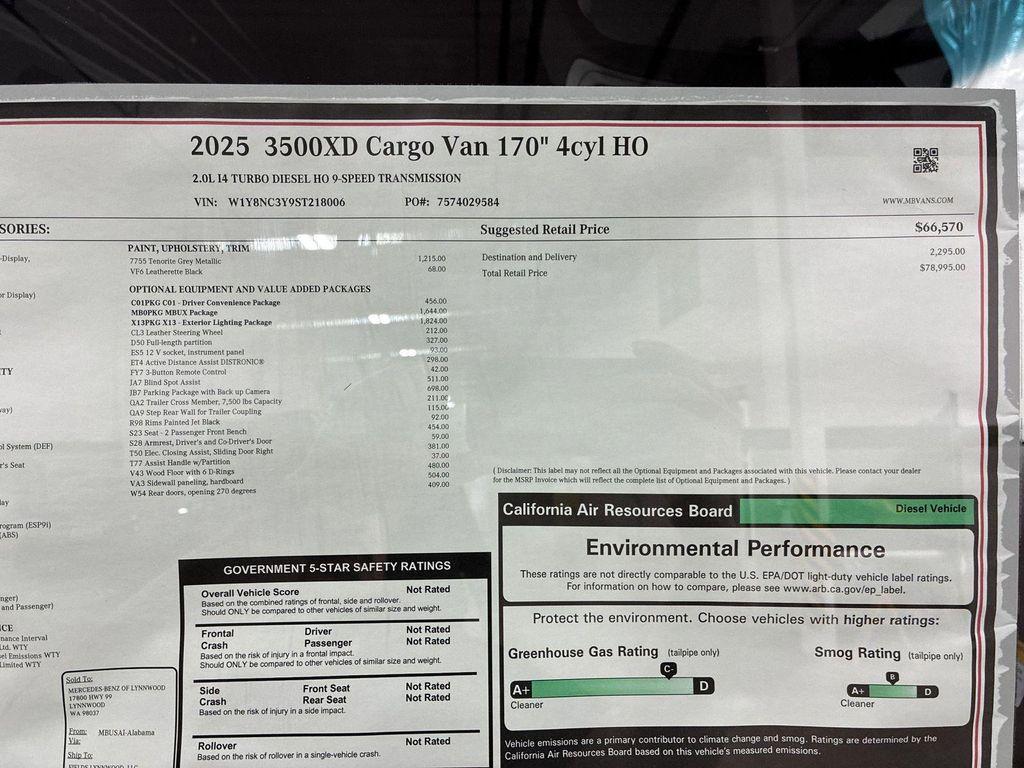 2025 3500XD Cargo Van 170" 4cyl HO
2.0L I4 TURBO DIESEL HO 9-SPEED TRANSMISSION
VIN: W1Y8NC3Y9ST218006 PO#: 7574029584
WWW.MBVANS.COM
SORIES:
-Display,
or Display)
TY
way)
ol System (DEF)
r's Seat
lay
rogram (ESP9I)
(ABS)
nger)
and Passenger)
CE
nance Interval
Ltd. WTY
sel Emissions WTY
Limited WTY
PAINT, UPHOLSTERY, TRIM
7755 Tenorite Grey Metallic 1,215.00
VF6 Leatherette Black 68.00
OPTIONAL EQUIPMENT AND VALUE ADDED PACKAGES
C01PKG C01 - Driver Convenience Package 456.00
MB0PKG MBUX Package 1,644.00
X13PKG X13 - Exterior Lighting Package 1,824.00
CL3 Leather Steering Wheel 212.00
D50 Full-length partition 327.00
ES5 12 V socket, instrument panel 93.00
ET4 Active Distance Assist DISTRONIC® 298.00
FY7 3-Button Remote Control 42.00
JA7 Blind Spot Assist 511.00
JB7 Parking Package with Back up Camera 698.00
QA2 Trailer Cross Member, 7,500 lbs Capacity 211.00
QA9 Step Rear Wall for Trailer Coupling 115.00
R98 Rims Painted Jet Black 92.00
S23 Seat - 2 Passenger Front Bench 454.00
S28 Armrest, Driver's and Co-Driver's Door 59.00
T50 Elec. Closing Assist, Sliding Door Right 381.00
T77 Assist Handle w/Partition 37.00
V43 Wood Floor with 6 D-Rings 480.00
VA3 Sidewall paneling, hardboard 504.00
W54 Rear doors, opening 270 degrees 409.00
Suggested Retail Price $66,570
Destination and Delivery 2,295.00
Total Retail Price $78,995.00
( Disclaimer: This label may not reflect all the Optional Equipment and Packages associated with this vehicle. Please contact your dealer
for the MSRP Invoice which will reflect the complete list of Optional Equipment and Packages. )
GOVERNMENT 5-STAR SAFETY RATINGS
Overall Vehicle Score Not Rated
Based on the combined ratings of frontal, side and rollover.
Should ONLY be compared to other vehicles of similar size and weight.
Frontal Driver Not Rated
Crash Passenger Not Rated
Based on the risk of injury in a frontal impact.
Should ONLY be compared to other vehicles of similar size and weight.
Side Front Seat Not Rated
Crash Rear Seat Not Rated
Based on the risk of injury in a side impact.
Rollover Not Rated
Based on the risk of rollover in a single-vehicle crash.
Sold To:
MERCEDES-BENZ OF LYNNWOOD
17800 HWY 99
LYNNWOOD
WA 98037
From: MBUSAI-Alabama
Via:
Ship To:
FIELDS LYNNWOOD, LLC
California Air Resources Board Diesel Vehicle
Environmental Performance
These ratings are not directly comparable to the U.S. EPA/DOT light-duty vehicle label ratings.
For information on how to compare, please see www.arb.ca.gov/ep_label.
Protect the environment. Choose vehicles with higher ratings:
Greenhouse Gas Rating (tailpipe only)
C-
A+ D
Cleaner
Smog Rating (tailpipe only)
B
A+ D
Cleaner
Vehicle emissions are a primary contributor to climate change and smog. Ratings are determined by the
California Air Resources Board based on this vehicle's measured emissions.